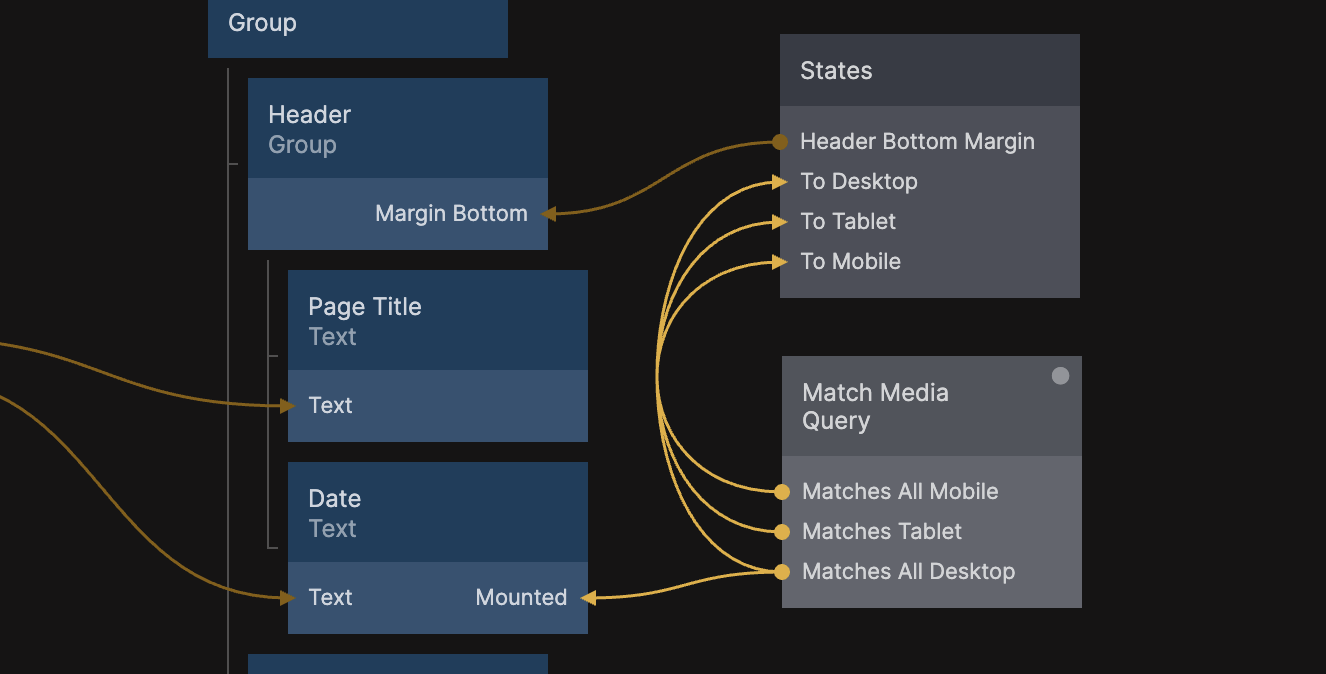 Group
Header
Group
Margin Bottom
Page Title
Text
Text
Date
Text
Text Mounted
States
Header Bottom Margin
To Desktop
To Tablet
To Mobile
Match Media
Query
Matches All Mobile
Matches Tablet
Matches All Desktop